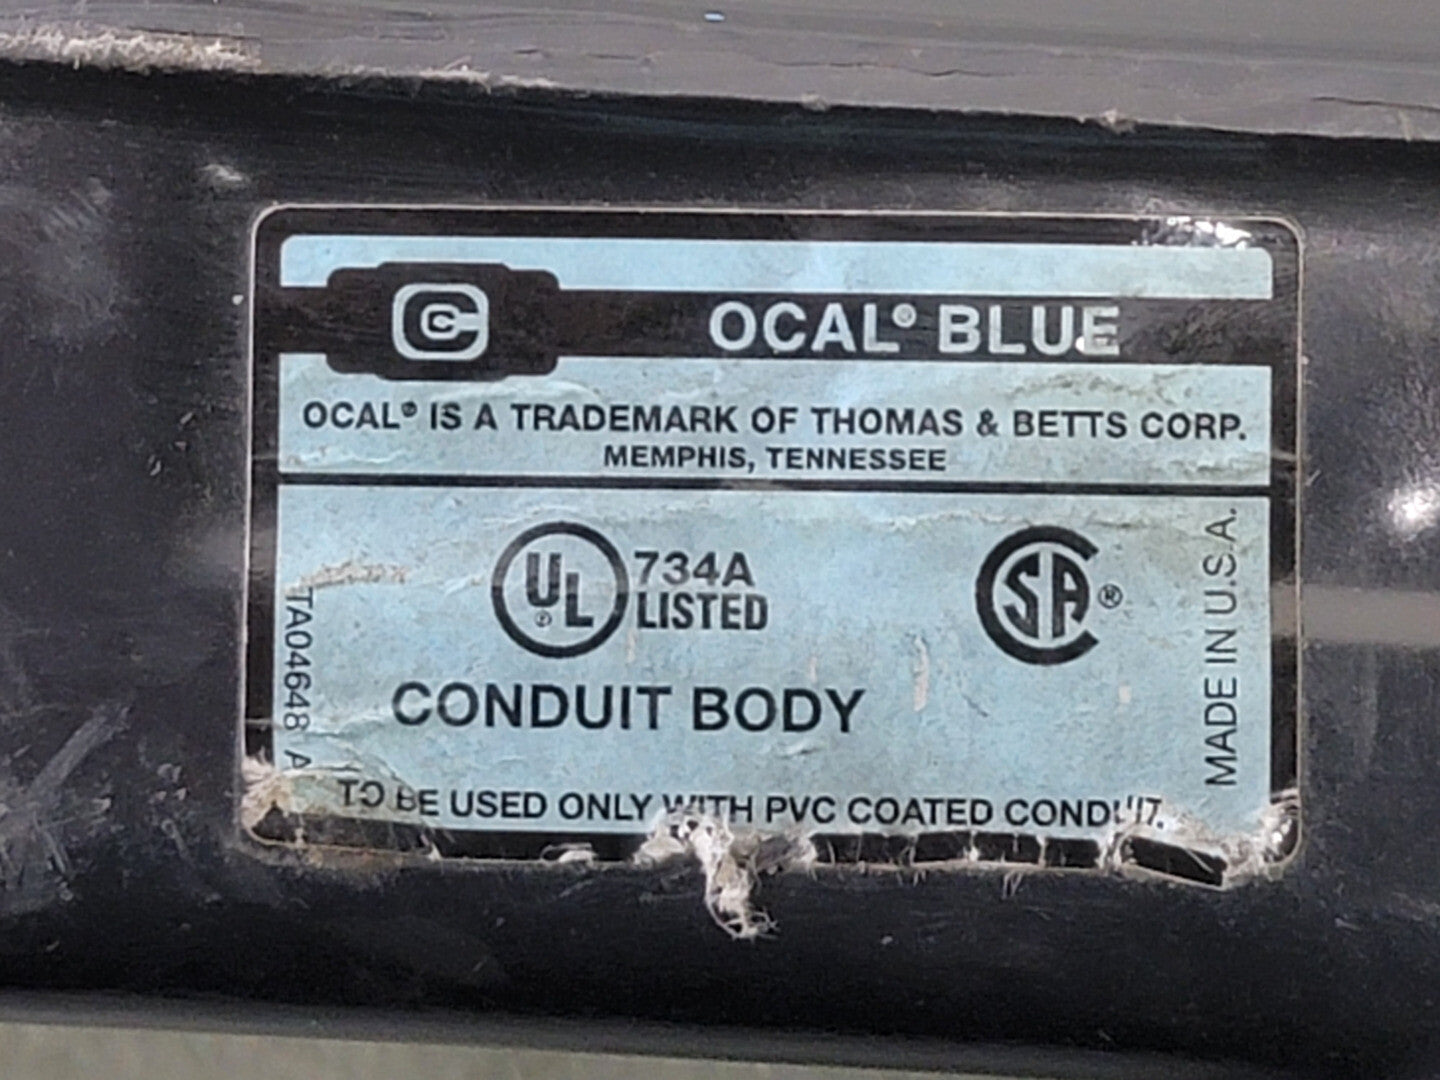 OCAL® BLUE
OCAL® IS A TRADEMARK OF THOMAS & BETTS CORP.
MEMPHIS, TENNESSEE
UL® 734A
LISTED
SA®
CONDUIT BODY
TO BE USED ONLY WITH PVC COATED CONDUIT.
TA04648 A
MADE IN U.S.A.